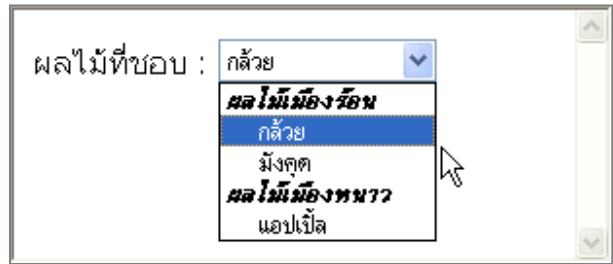 ผลไม้ที่ชอบ : กล้วย
ผลไม้เมืองร้อน
กล้วย
มังคุด
ผลไม้เมืองหนาว
แอปเปิ้ล